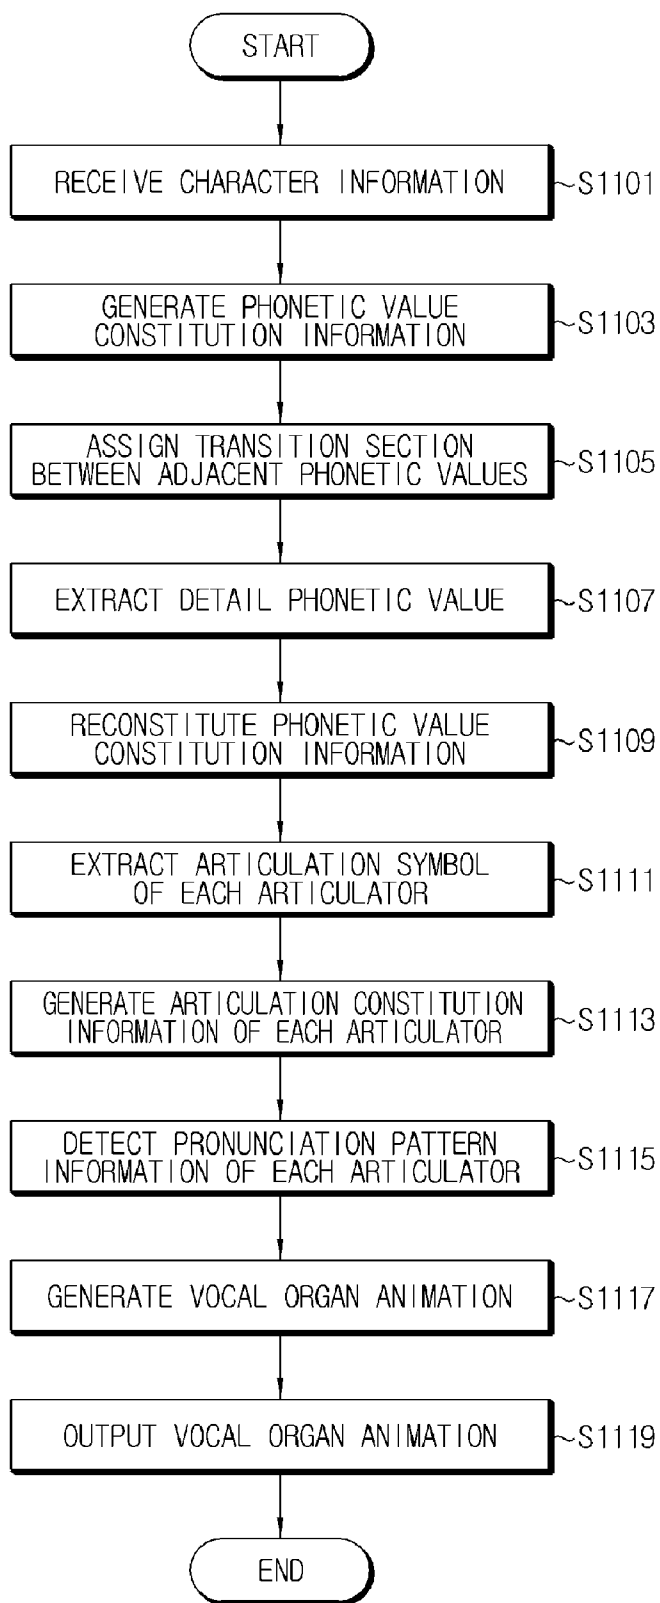 START
RECEIVE CHARACTER INFORMATION
S1101
GENERATE PHONETIC VALUE
CONSTITUTION INFORMATION
S1103
ASSIGN TRANSITION SECTION
BETWEEN ADJACENT PHONETIC VALUES
S1105
EXTRACT DETAIL PHONETIC VALUE
S1107
RECONSTITUTE PHONETIC VALUE
CONSTITUTION INFORMATION
S1109
EXTRACT ARTICULATION SYMBOL
OF EACH ARTICULATOR
S1111
GENERATE ARTICULATION CONSTITUTION
INFORMATION OF EACH ARTICULATOR
S1113
DETECT PRONUNCIATION PATTERN
INFORMATION OF EACH ARTICULATOR
S1115
GENERATE VOCAL ORGAN ANIMATION
S1117
OUTPUT VOCAL ORGAN ANIMATION
S1119
END